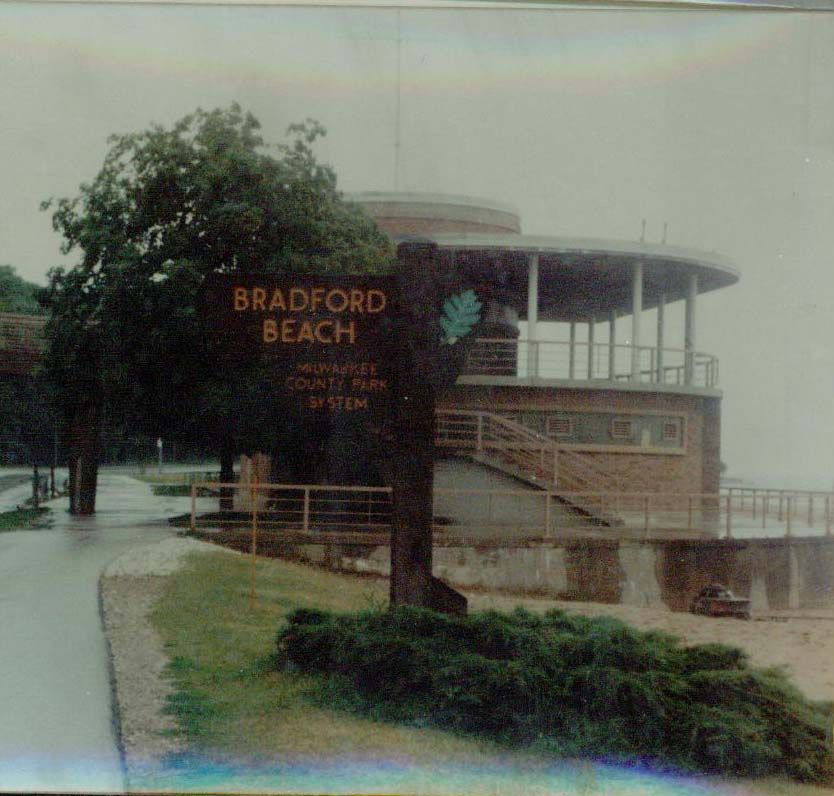 BRADFORD
BEACH
MILWAUKEE
COUNTY PARK
SYSTEM